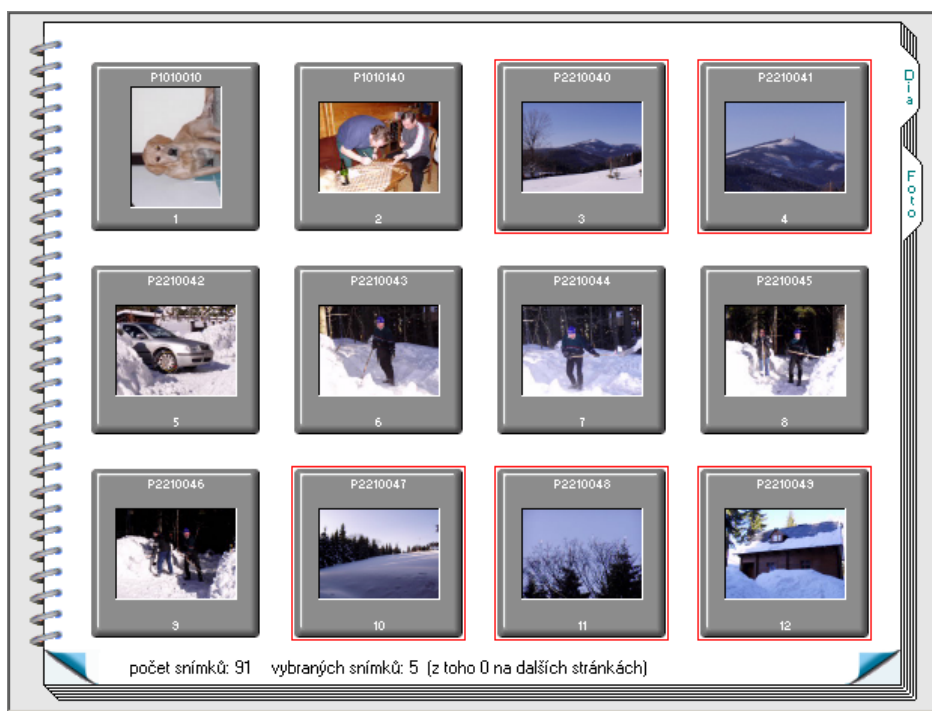 P1010010
P1010140
P2210040
P2210041
1
2
3
4
P2210042
P2210043
P2210044
P2210045
5
6
7
8
P2210046
P2210047
P2210048
P2210049
9
10
11
12
počet snímků: 91 vybraných snímků: 5 (z toho 0 na dalších stránkách)
Dia
Foto